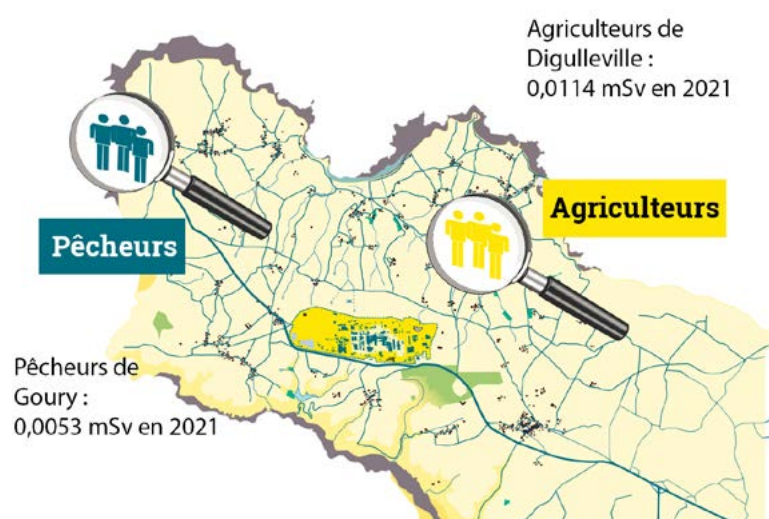 Agriculteurs de
Digulleville :
0,0114 mSv en 2021
Agriculteurs
Pêcheurs
Pêcheurs de
Goury :
0,0053 mSv en 2021